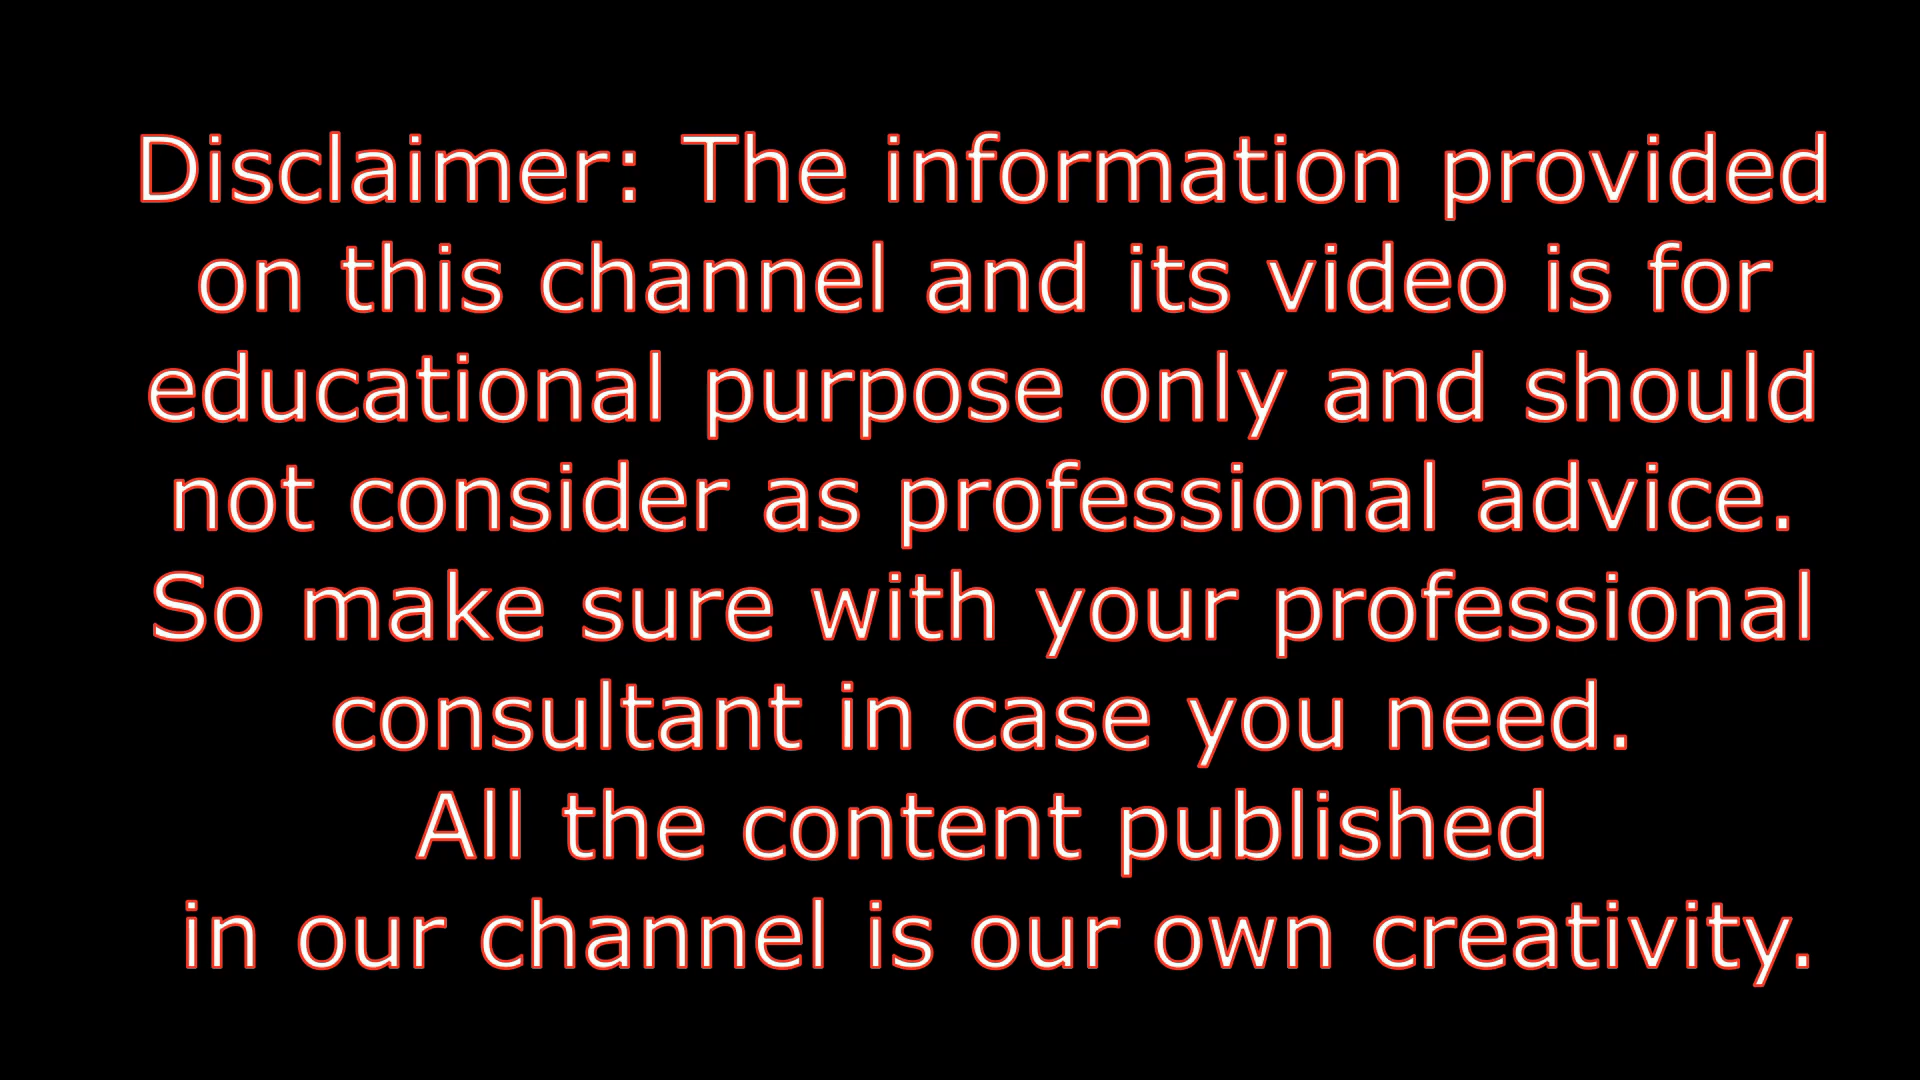 Disclaimer: The information provided
on this channel and its video is for
educational purpose only and should
not consider as professional advice.
So make sure with your professional
consultant in case you need.
All the content published
in our channel is our own creativity.